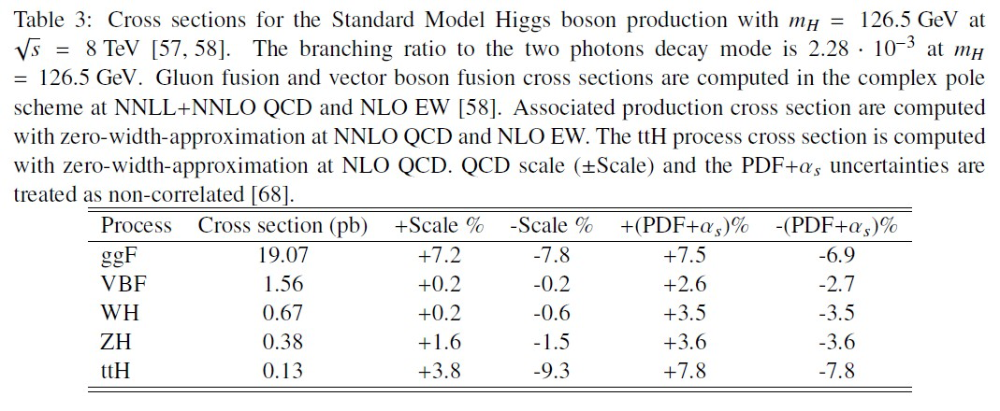 Table 3: Cross sections for the Standard Model Higgs boson production with m_H = 126.5 GeV at
√s = 8 TeV [57, 58]. The branching ratio to the two photons decay mode is 2.28 · 10⁻³ at m_H
= 126.5 GeV. Gluon fusion and vector boson fusion cross sections are computed in the complex pole
scheme at NNLL+NNLO QCD and NLO EW [58]. Associated production cross section are computed
with zero-width-approximation at NNLO QCD and NLO EW. The ttH process cross section is computed
with zero-width-approximation at NLO QCD. QCD scale (±Scale) and the PDF+α_s uncertainties are
treated as non-correlated [68].
Process Cross section (pb) +Scale % -Scale % +(PDF+α_s)% -(PDF+α_s)%
ggF 19.07 +7.2 -7.8 +7.5 -6.9
VBF 1.56 +0.2 -0.2 +2.6 -2.7
WH 0.67 +0.2 -0.6 +3.5 -3.5
ZH 0.38 +1.6 -1.5 +3.6 -3.6
ttH 0.13 +3.8 -9.3 +7.8 -7.8